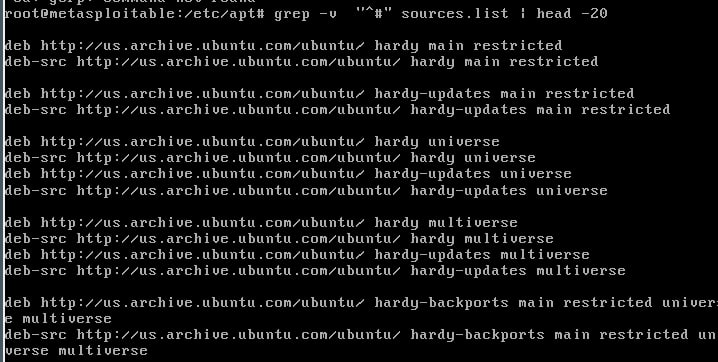 root@metasploitable:/etc/apt# grep -v  "^#" sources.list | head -20
deb http://us.archive.ubuntu.com/ubuntu/ hardy main restricted
deb-src http://us.archive.ubuntu.com/ubuntu/ hardy main restricted
deb http://us.archive.ubuntu.com/ubuntu/ hardy-updates main restricted
deb-src http://us.archive.ubuntu.com/ubuntu/ hardy-updates main restricted
deb http://us.archive.ubuntu.com/ubuntu/ hardy universe
deb-src http://us.archive.ubuntu.com/ubuntu/ hardy universe
deb http://us.archive.ubuntu.com/ubuntu/ hardy-updates universe
deb-src http://us.archive.ubuntu.com/ubuntu/ hardy-updates universe
deb http://us.archive.ubuntu.com/ubuntu/ hardy multiverse
deb-src http://us.archive.ubuntu.com/ubuntu/ hardy multiverse
deb http://us.archive.ubuntu.com/ubuntu/ hardy-updates multiverse
deb-src http://us.archive.ubuntu.com/ubuntu/ hardy-updates multiverse
deb http://us.archive.ubuntu.com/ubuntu/ hardy-backports main restricted univers
e multiverse
deb-src http://us.archive.ubuntu.com/ubuntu/ hardy-backports main restricted uni
verse multiverse